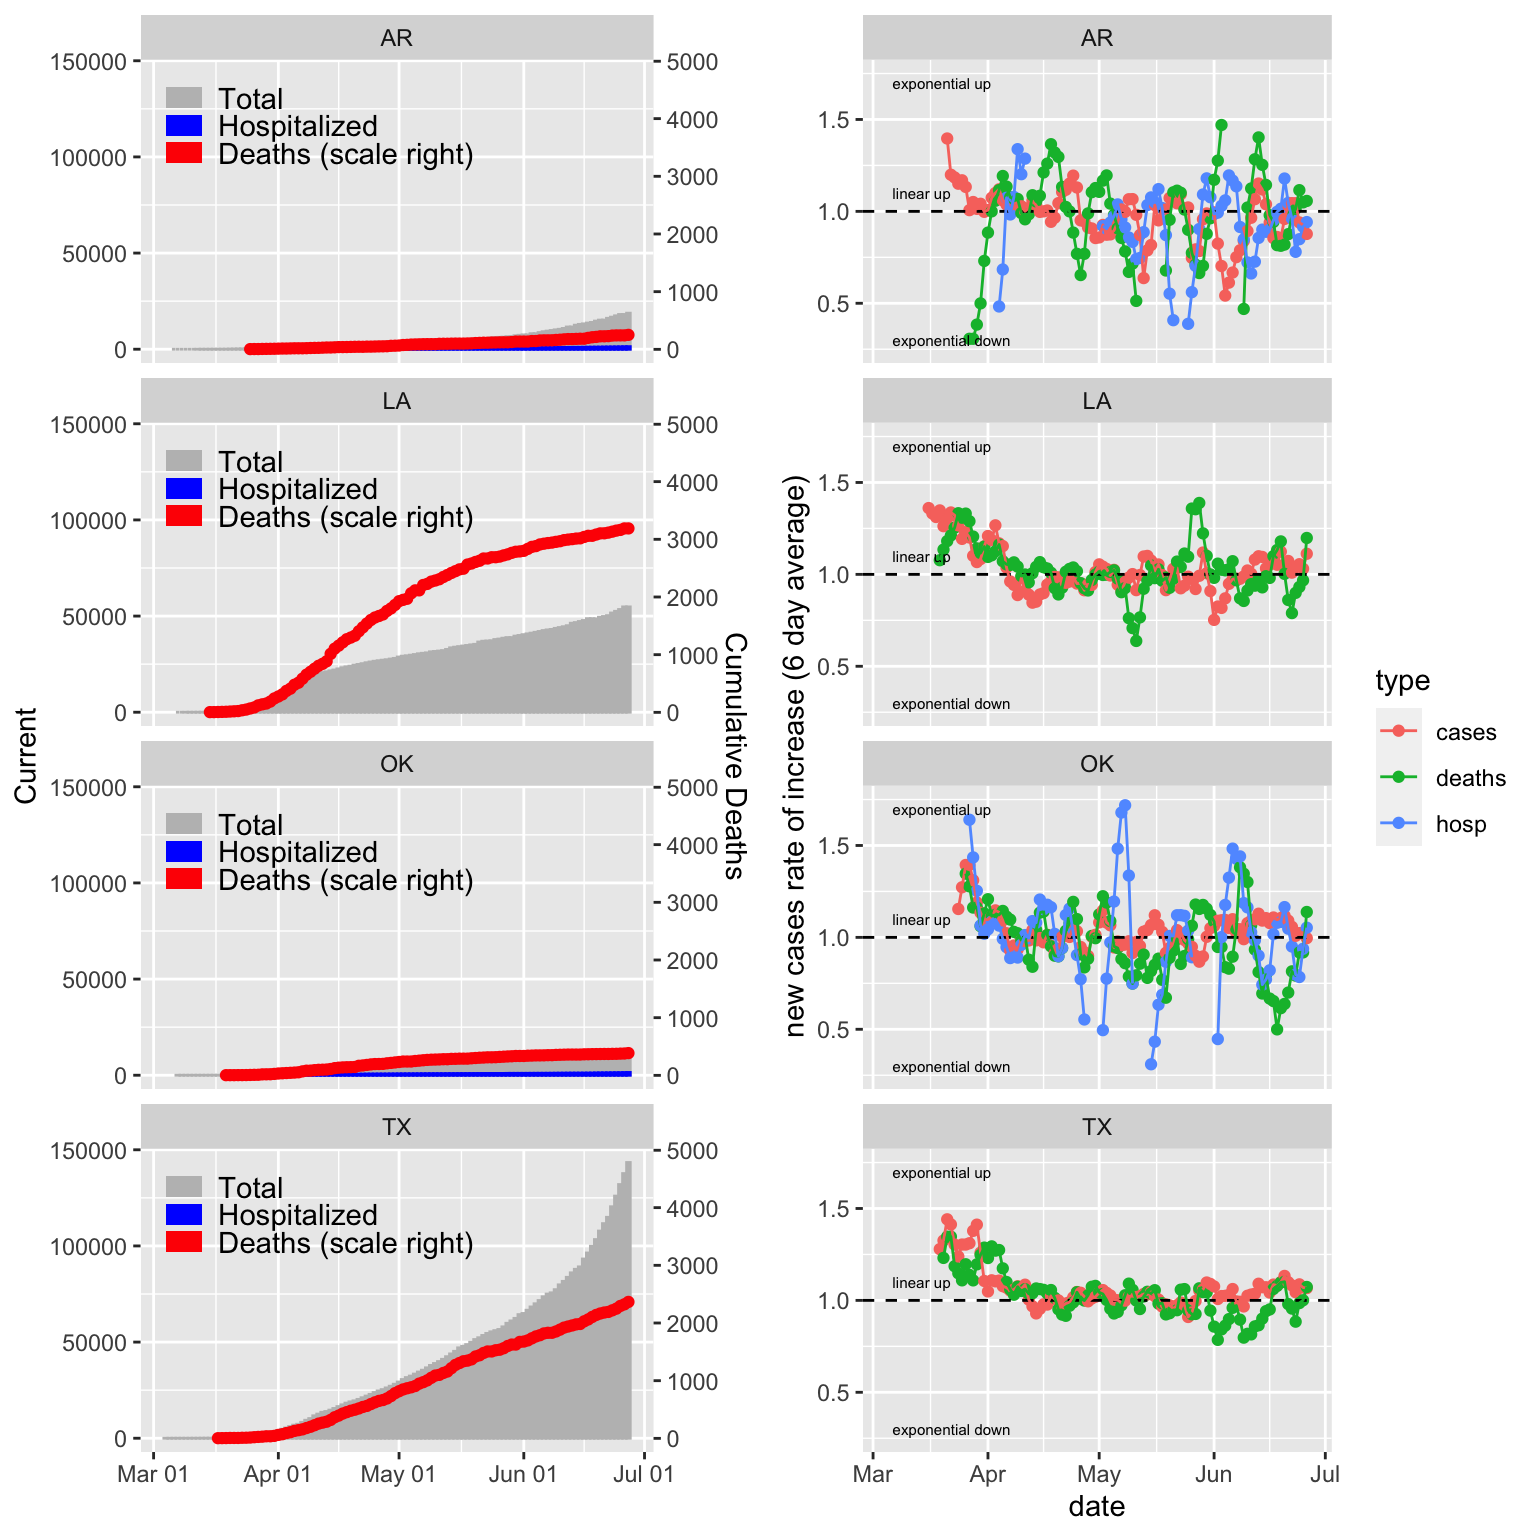 AR
150000
100000
50000
0
5000
4000
3000
2000
1000
0
Total
Hospitalized
Deaths (scale right)
LA
150000
100000
50000
0
5000
4000
3000
2000
1000
0
Total
Hospitalized
Deaths (scale right)
OK
150000
100000
50000
0
5000
4000
3000
2000
1000
0
Total
Hospitalized
Deaths (scale right)
TX
150000
100000
50000
0
5000
4000
3000
2000
1000
0
Total
Hospitalized
Deaths (scale right)
Mar 01 Apr 01 May 01 Jun 01 Jul 01
Current
Cumulative Deaths
AR
1.5
1.0
0.5
exponential up
linear up
exponential down
LA
1.5
1.0
0.5
exponential up
linear up
exponential down
OK
1.5
1.0
0.5
exponential up
linear up
exponential down
TX
1.5
1.0
0.5
exponential up
linear up
exponential down
Mar Apr May Jun Jul
date
new cases rate of increase (6 day average)
type
cases
deaths
hosp